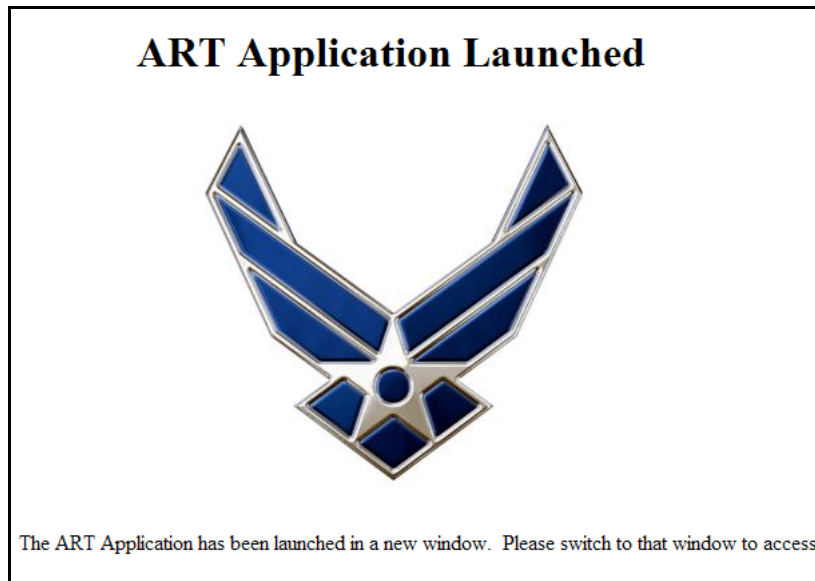 ART Application Launched
The ART Application has been launched in a new window.  Please switch to that window to access